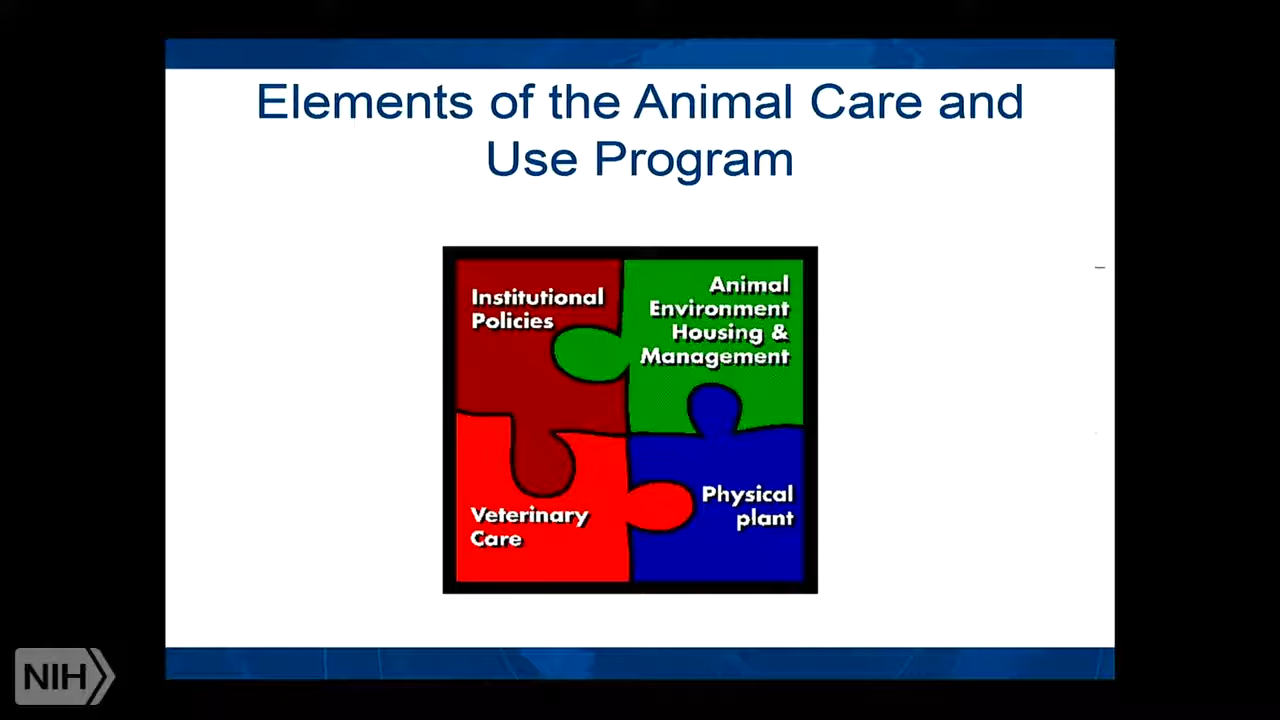 Elements of the Animal Care and
Use Program
Institutional
Policies
Animal
Environment
Housing &
Management
Veterinary
Care
Physical
plant
NIH